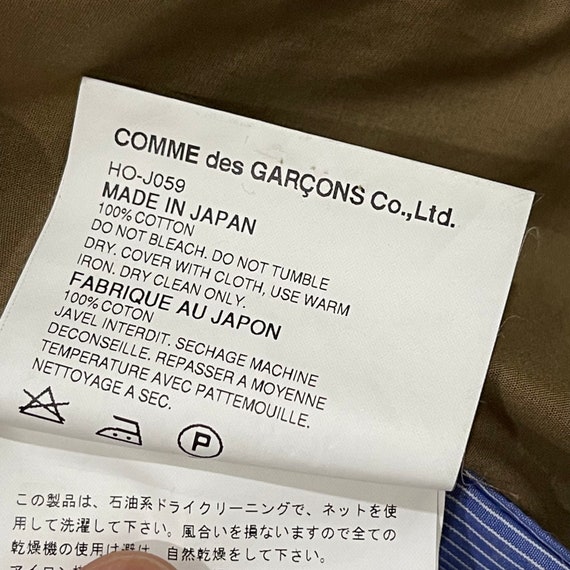 COMME des GARÇONS Co.,Ltd.
HO-J059
MADE IN JAPAN
100% COTTON
DO NOT BLEACH. DO NOT TUMBLE
DRY. COVER WITH CLOTH, USE WARM
IRON. DRY CLEAN ONLY.
FABRIQUE AU JAPON
100% COTON
JAVEL INTERDIT. SECHAGE MACHINE
DECONSEILLE. REPASSER A MOYENNE
TEMPERATURE AVEC PATTEMOUILLE.
NETTOYAGE A SEC.
P
この製品は、石油系ドライクリーニングで、ネットを使
用して洗濯して下さい。風合いを損ないますので全ての
乾燥機の使用は避け、自然乾燥をして下さい。